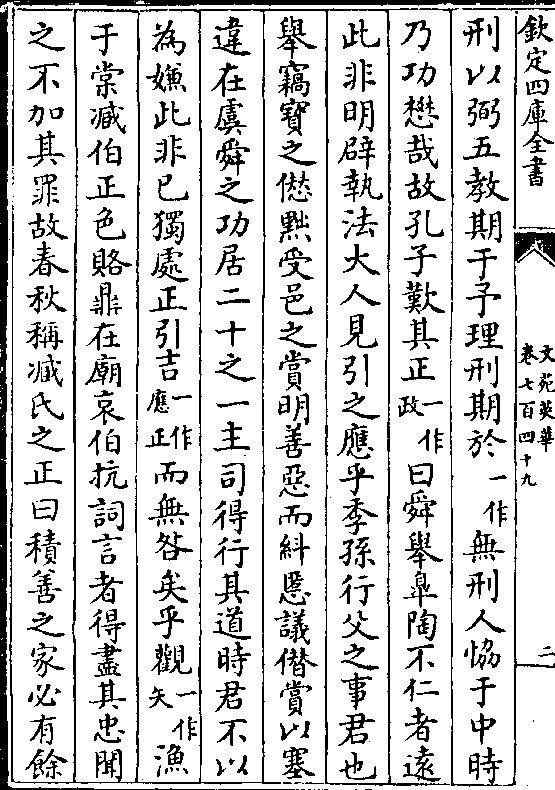 欽定四庫全書
文苑英華
卷七百四十九
二
刑以弼五教期于予理刑期於一作無刑人恊于中時
乃功懋哉故孔子歎其正一作政曰舜舉臯陶不仁者遠
此非明辟執法大人見引之應乎季孫行父之事君也
舉竊寶之愆黜受邑之賞明善惡而糾慝議僣賞以塞
違在虞舜之功居二十之一主司得行其道時君不以
為嫌此非已獨處正引吉一作應正而無咎矣乎觀一作矢漁
于棠臧伯正色賂鼎在廟哀伯抗詞言者得盡其忠聞
之不加其罪故春秋稱臧氏之正曰積善之家必有餘